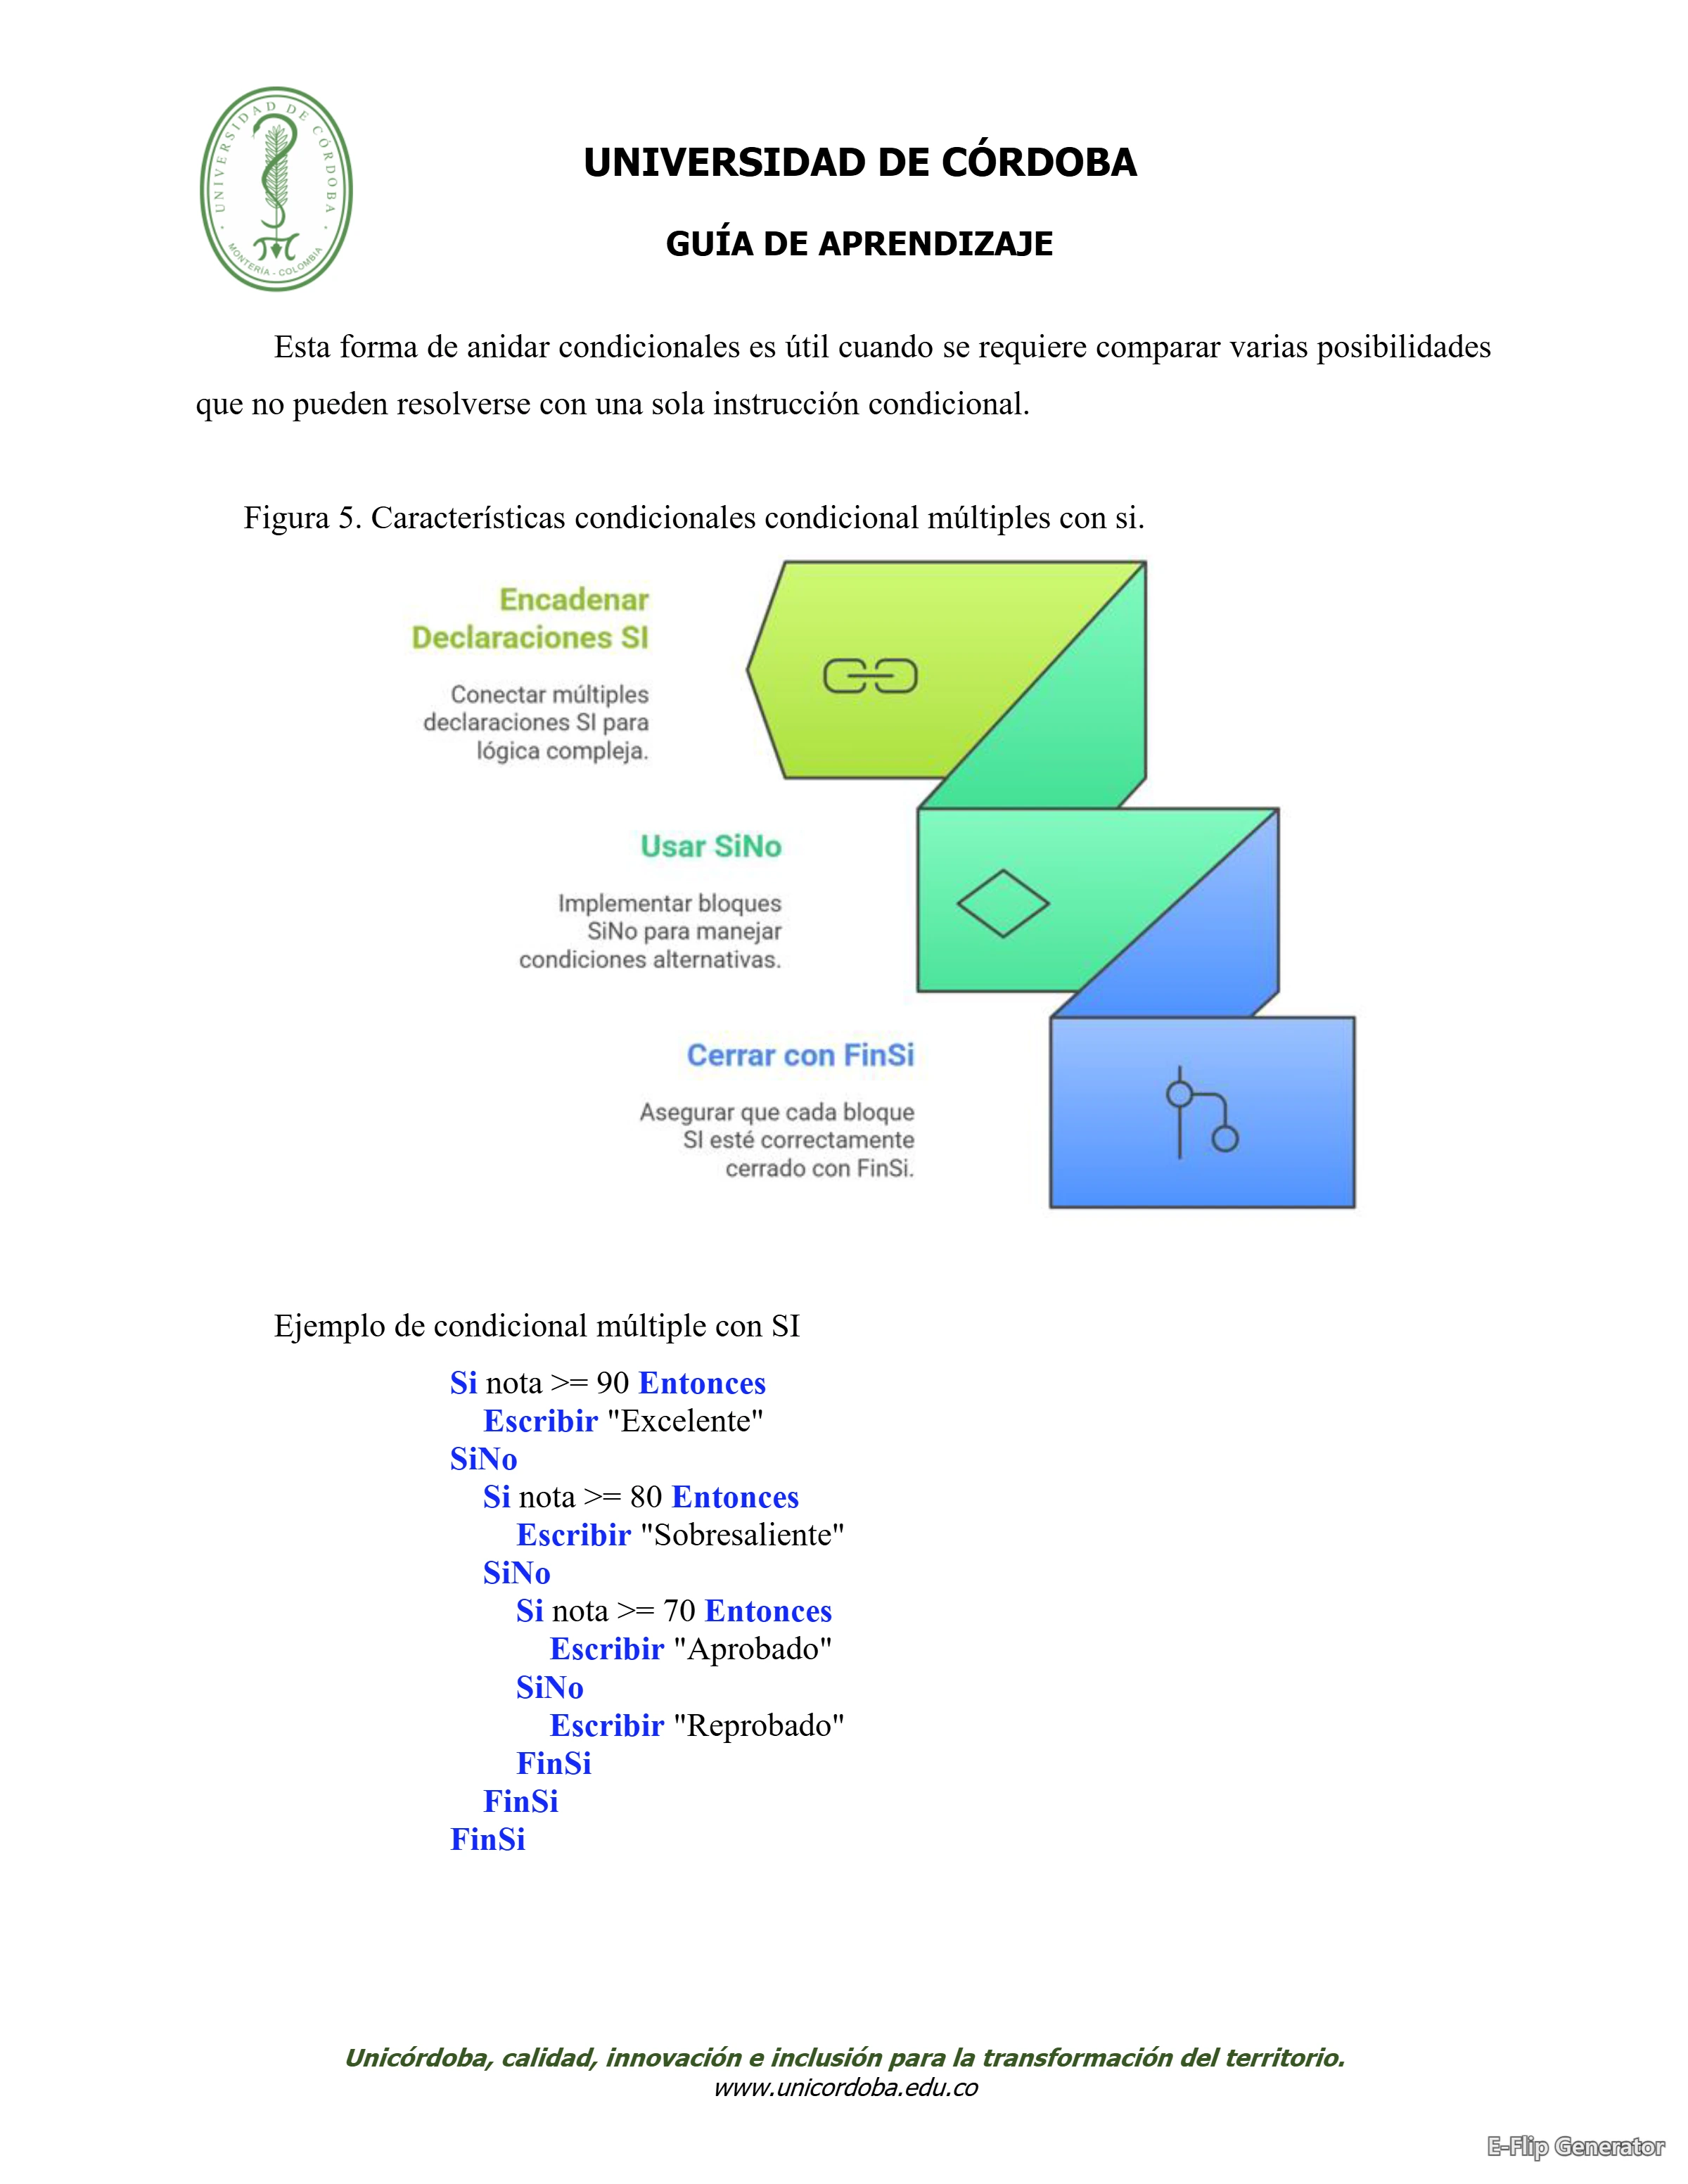 UNIVERSIDAD DE CÓRDOBA
MONTERÍA - COLOMBIA
UNIVERSIDAD DE CÓRDOBA
GUÍA DE APRENDIZAJE
Esta forma de anidar condicionales es útil cuando se requiere comparar varias posibilidades
que no pueden resolverse con una sola instrucción condicional.
Figura 5. Características condicionales condicional múltiples con si.
Encadenar
Declaraciones SI
Conectar múltiples
declaraciones SI para
lógica compleja.
Usar SiNo
Implementar bloques
SiNo para manejar
condiciones alternativas.
Cerrar con FinSi
Asegurar que cada bloque
SI esté correctamente
cerrado con FinSi.
Ejemplo de condicional múltiple con SI
Si nota >= 90 Entonces
Escribir "Excelente"
SiNo
Si nota >= 80 Entonces
Escribir "Sobresaliente"
SiNo
Si nota >= 70 Entonces
Escribir "Aprobado"
SiNo
Escribir "Reprobado"
FinSi
FinSi
FinSi
Unicórdoba, calidad, innovación e inclusión para la transformación del territorio.
www.unicordoba.edu.co
E-Flip Generator